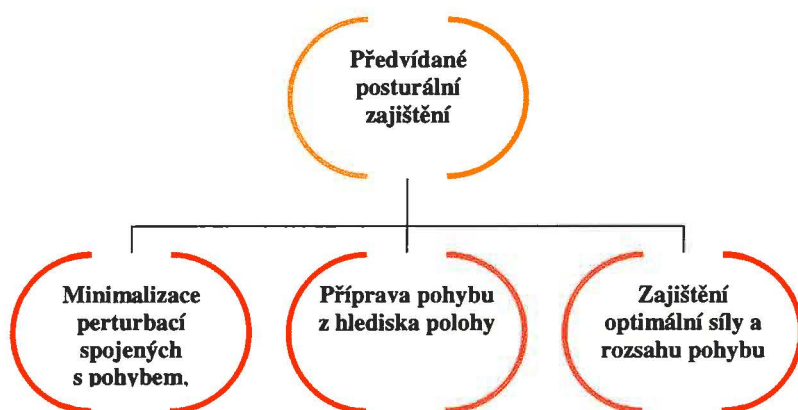 Předvídané
posturální
zajištění
Minimalizace
perturbací
spojených
s pohybem,
Příprava pohybu
z hlediska polohy
Zajištění
optimální síly a
rozsahu pohybu